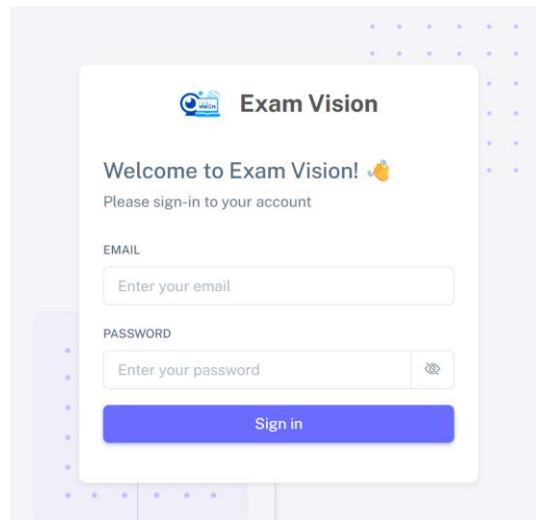 Exam Vision
Welcome to Exam Vision! 👋
Please sign-in to your account
EMAIL
Enter your email
PASSWORD
Enter your password
Sign in